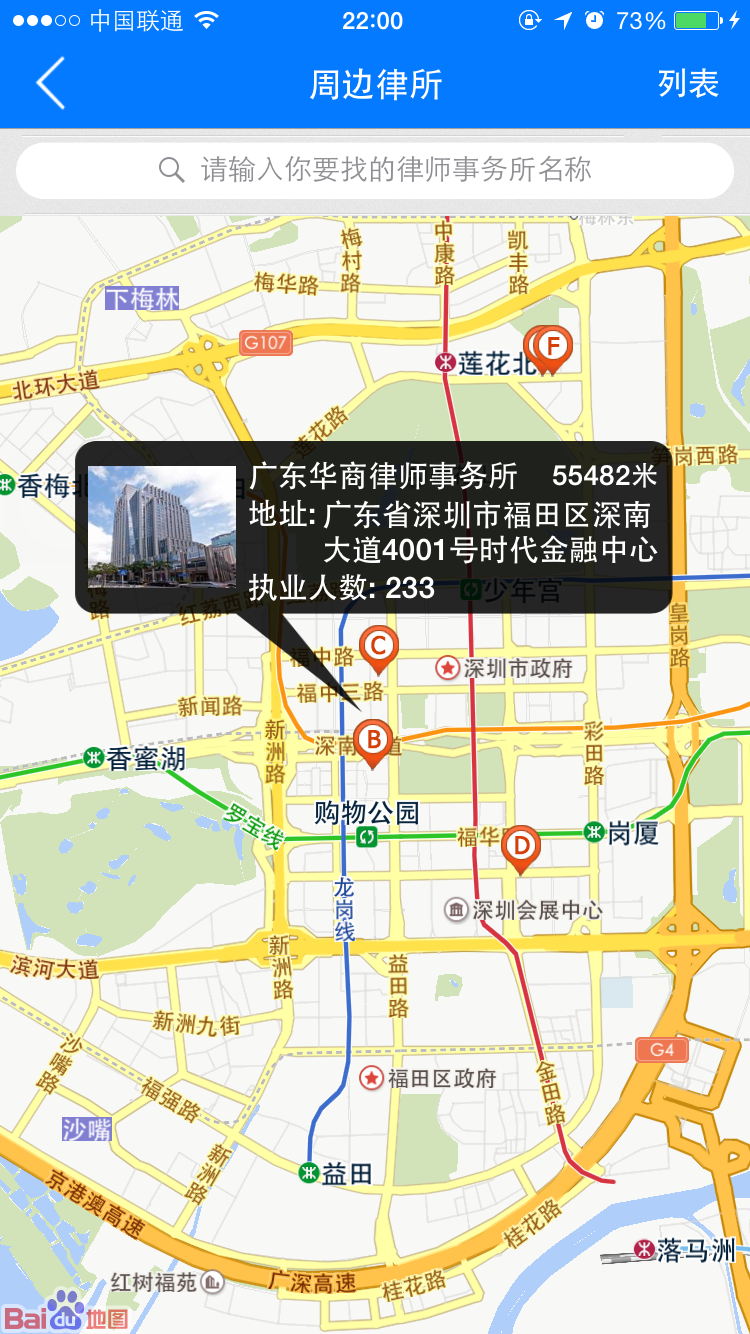 中国联通 22:00 73%
周边律所 列表
请输入你要找的律师事务所名称
梅林东
梅村路
中康路
凯丰路
梅华路
下梅林
G107
F
莲花北
北环大道
莲花路
笋岗西路
香梅北
广东华商律师事务所 55482米
地址: 广东省深圳市福田区深南
大道4001号时代金融中心
执业人数: 233
少年宫
红荔西路
皇岗路
C
福中路
深圳市政府
福中三路
新闻路
新洲路
彩田路
B
深南
道
香蜜湖
购物公园
罗宝线
福华
D
岗厦
龙岗线
深圳会展中心
新洲路
滨河大道
益田路
新洲九街
沙嘴路
G4
金田路
福田区政府
福强路
沙嘴
新洲路
益田
京港澳高速
桂花路
落马洲
红树福苑
广深高速
桂花路
Bai du 地图